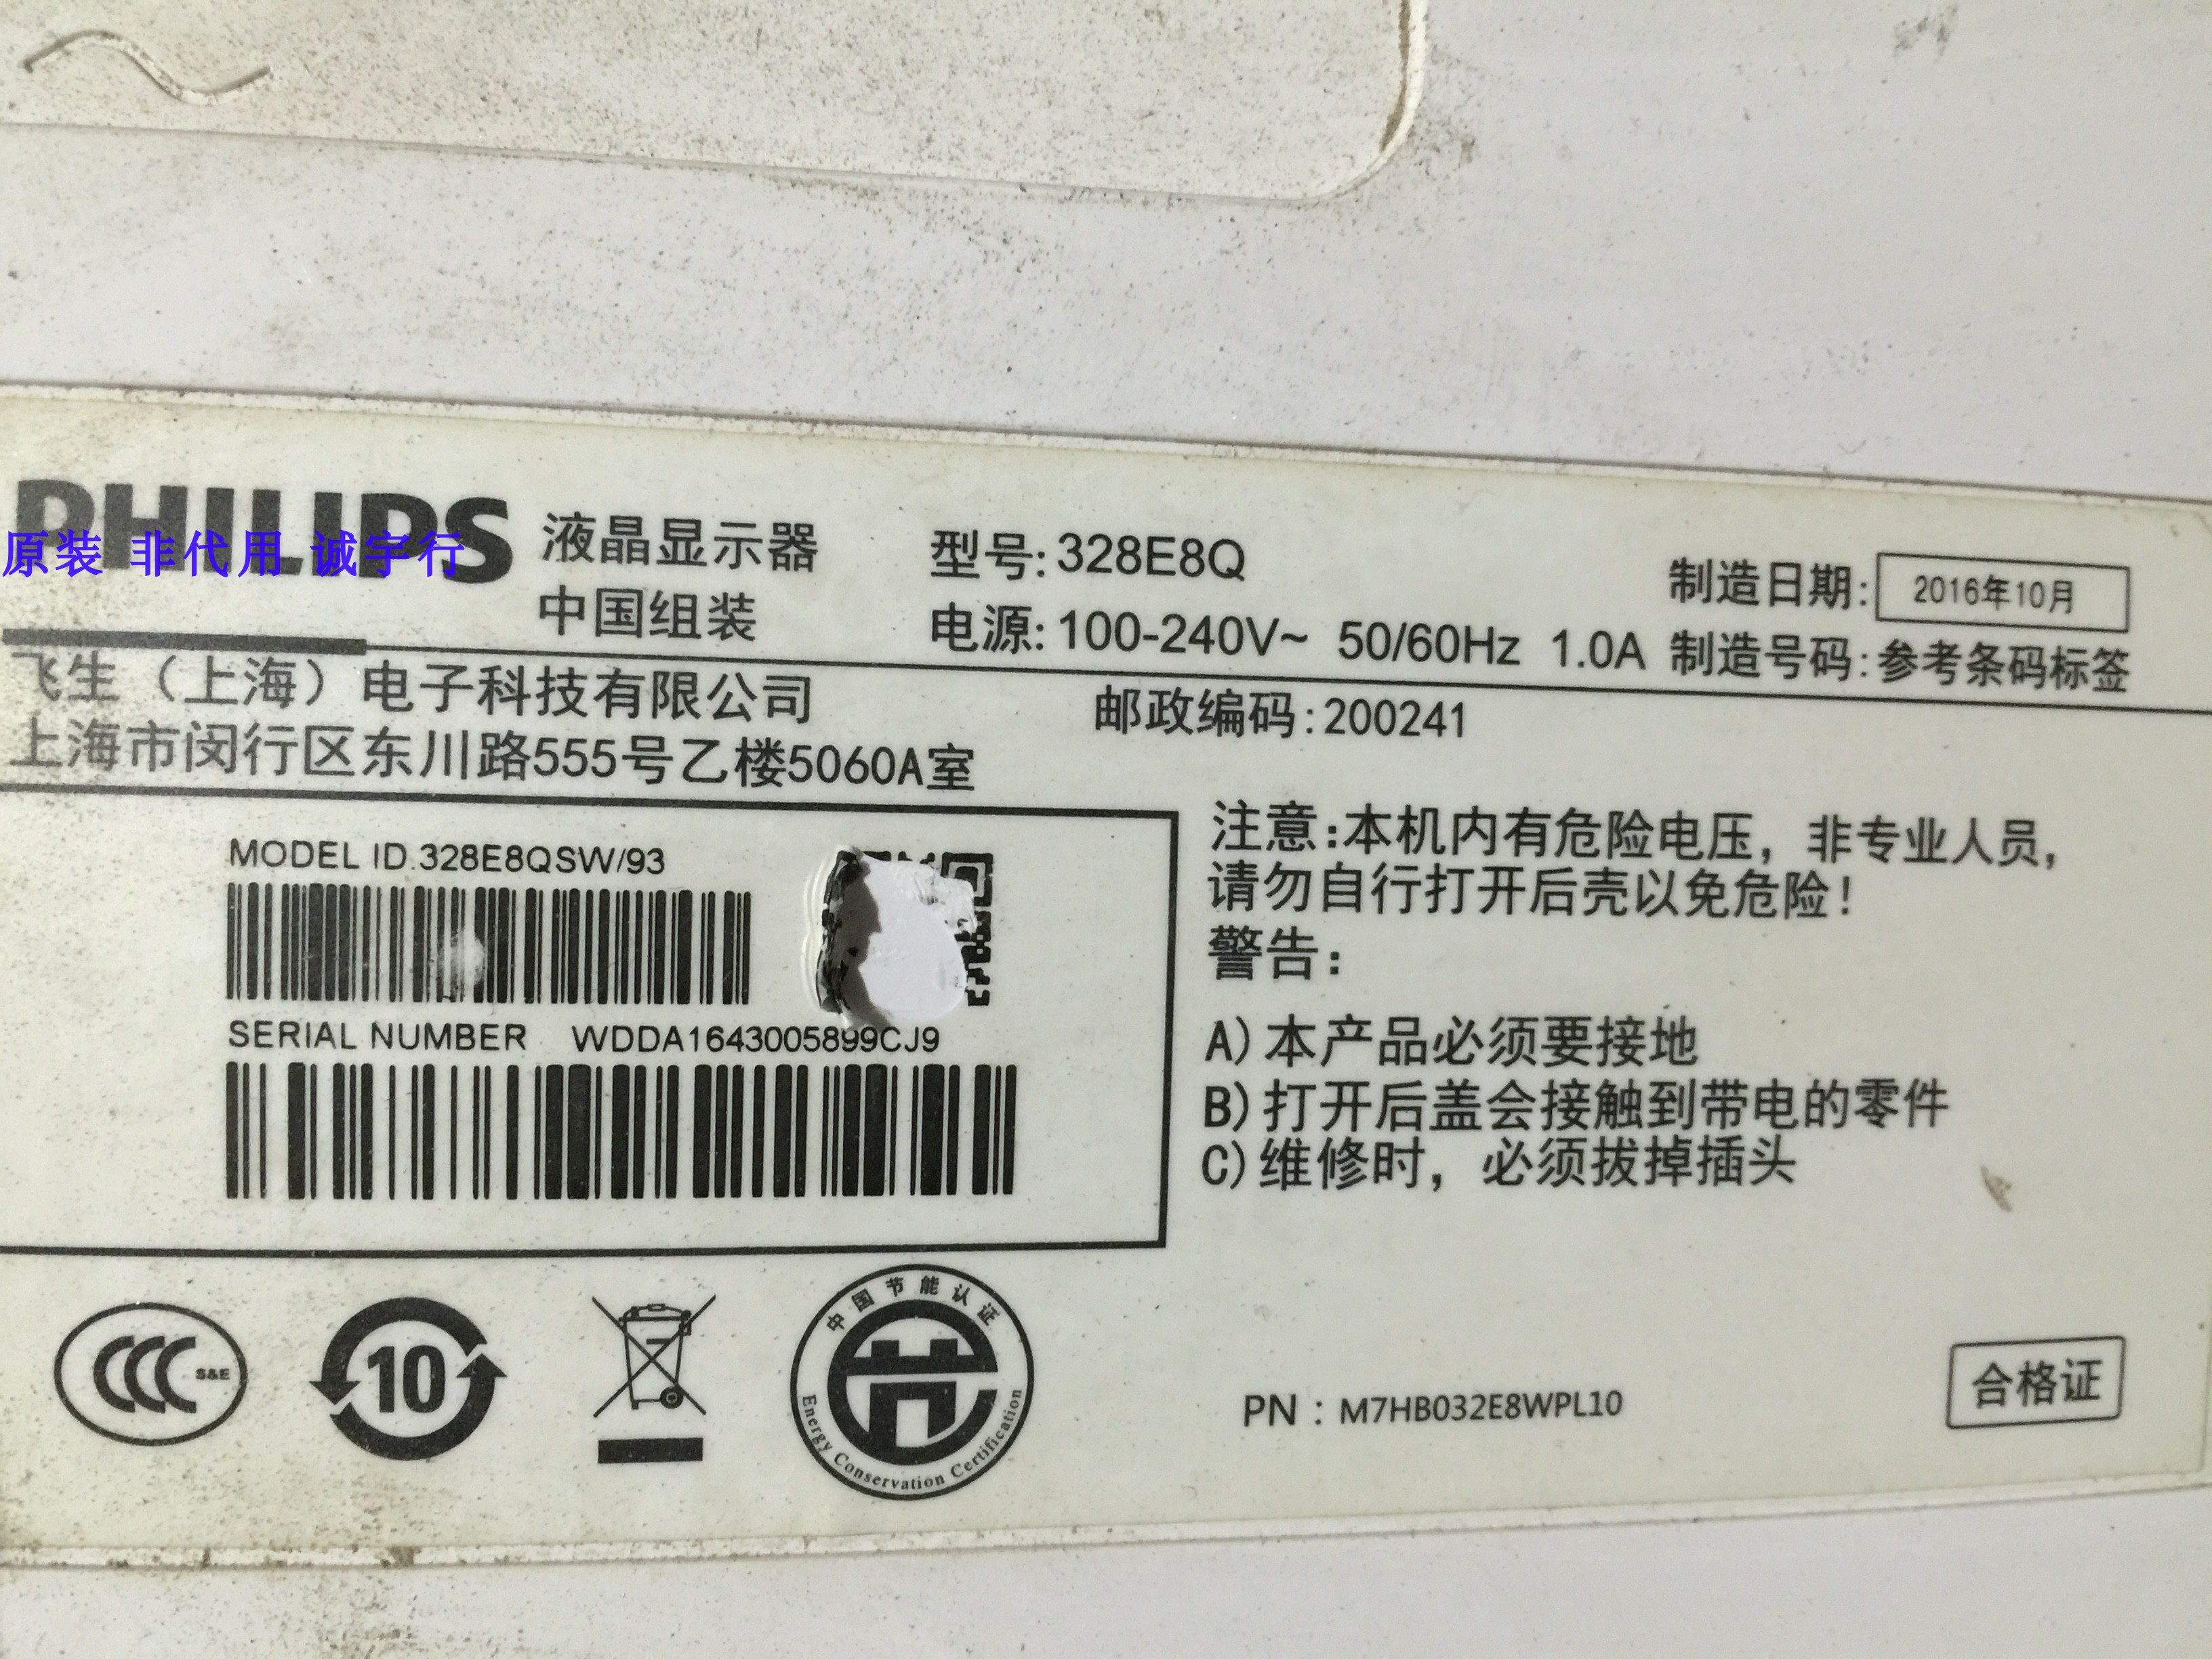 PHILIPS
原装 非代用 诚宇行
液晶显示器
中国组装
型号:328E8Q
电源:100-240V~ 50/60Hz 1.0A
制造日期:2016年10月
制造号码:参考条码标签
飞生（上海）电子科技有限公司
上海市闵行区东川路555号乙楼5060A室
邮政编码:200241
MODEL ID.328E8QSW/93
SERIAL NUMBER WDDA1643005899CJ9
注意:本机内有危险电压，非专业人员，
请勿自行打开后壳以免危险！
警告：
A)本产品必须要接地
B)打开后盖会接触到带电的零件
C)维修时，必须拔掉插头
CCC S&E
10
中国节能认证
Energy Conservation Certification
PN：M7HB032E8WPL10
合格证